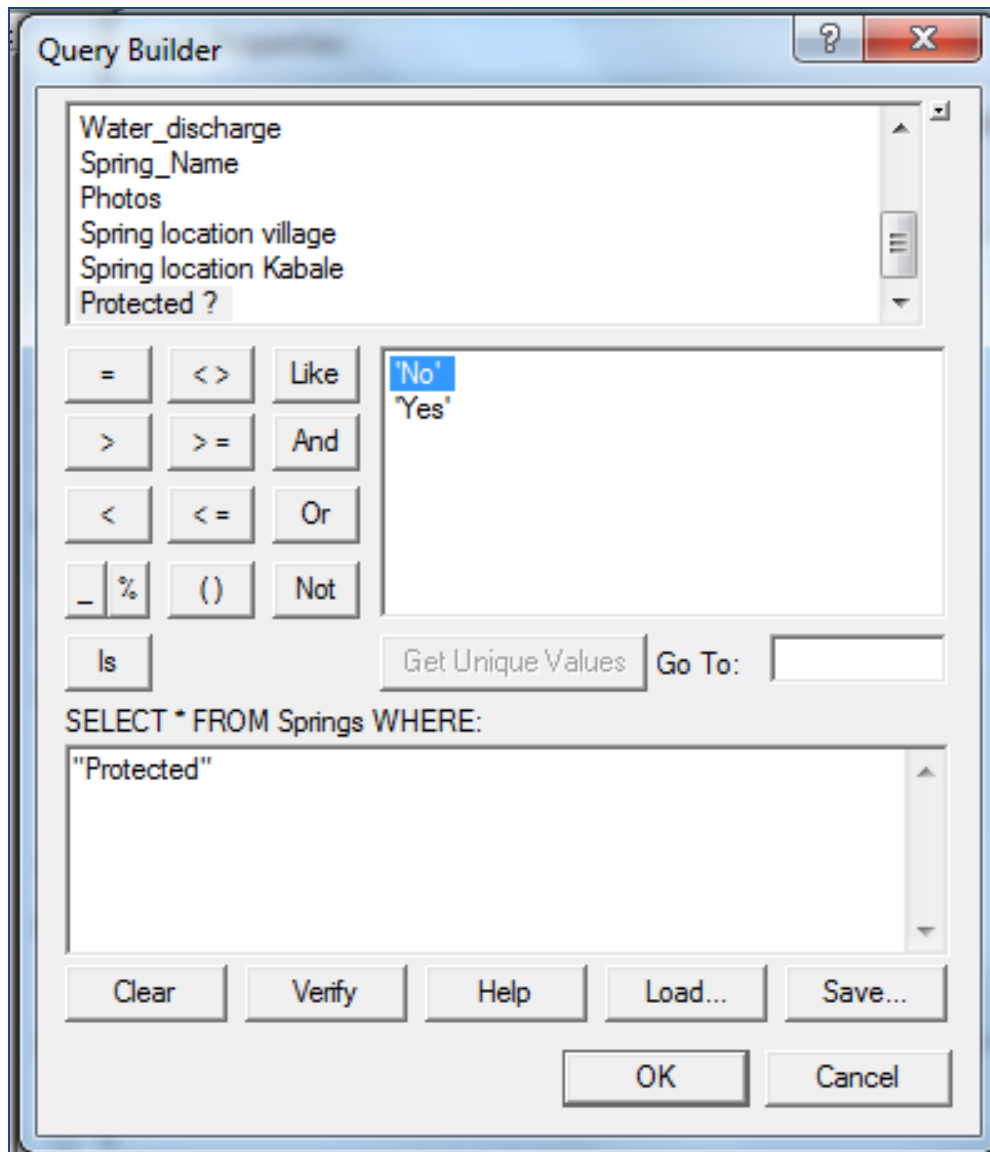 Query Builder
Water_discharge
Spring_Name
Photos
Spring location village
Spring location Kabale
Protected ?
= < > Like
> > = And
< < = Or
_ % ( ) Not
Is
'No'
'Yes'
Get Unique Values Go To:
SELECT * FROM Springs WHERE:
"Protected"
Clear Verify Help Load... Save...
OK Cancel